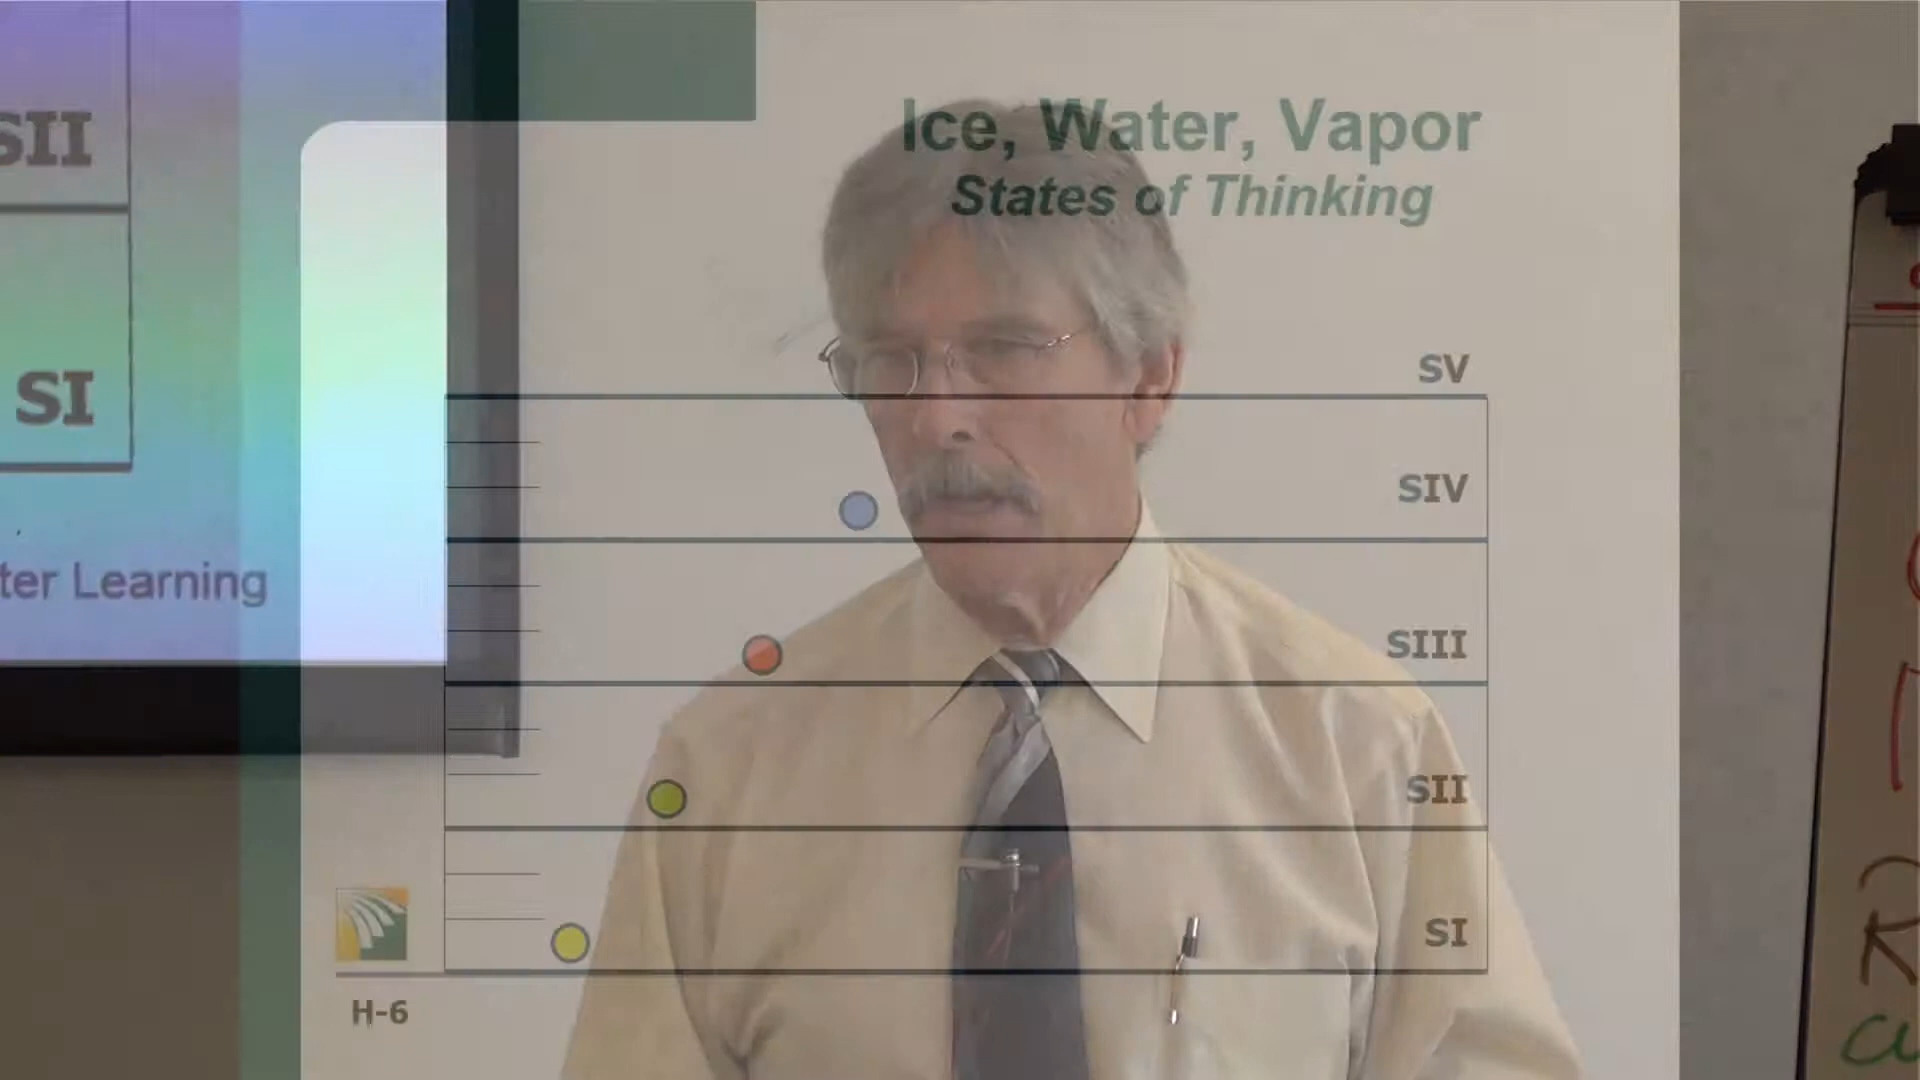 SII
SI
ter Learning
Ice, Water, Vapor
States of Thinking
SV
SIV
SIII
SII
SI
H-6